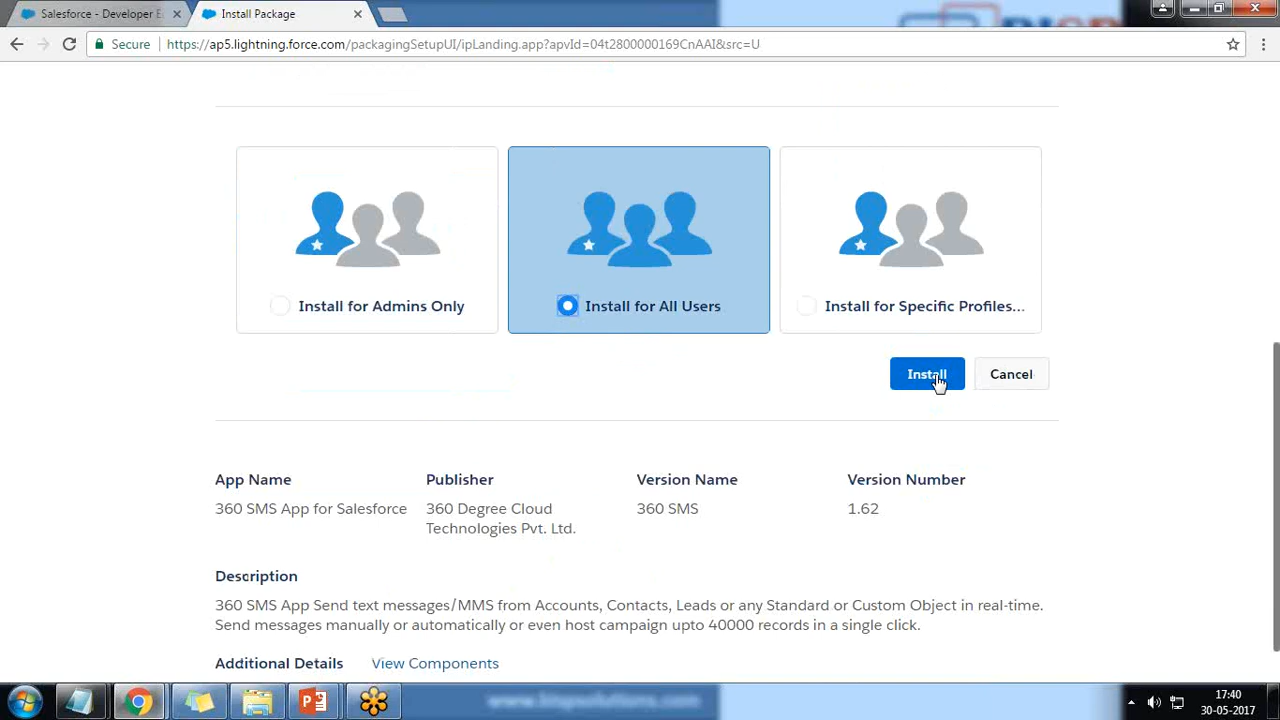 Salesforce - Developer E
Install Package
Secure
https://ap5.lightning.force.com/packagingSetupUI/ipLanding.app?apvId=04t2800000169CnAAI&src=U
Install for Admins Only
Install for All Users
Install for Specific Profiles...
Install
Cancel
App Name
Publisher
Version Name
Version Number
360 SMS App for Salesforce
360 Degree Cloud
Technologies Pvt. Ltd.
360 SMS
1.62
Description
360 SMS App Send text messages/MMS from Accounts, Contacts, Leads or any Standard or Custom Object in real-time.
Send messages manually or automatically or even host campaign upto 40000 records in a single click.
Additional Details
View Components
www.bispsolutions.com
17:40
30-05-2017